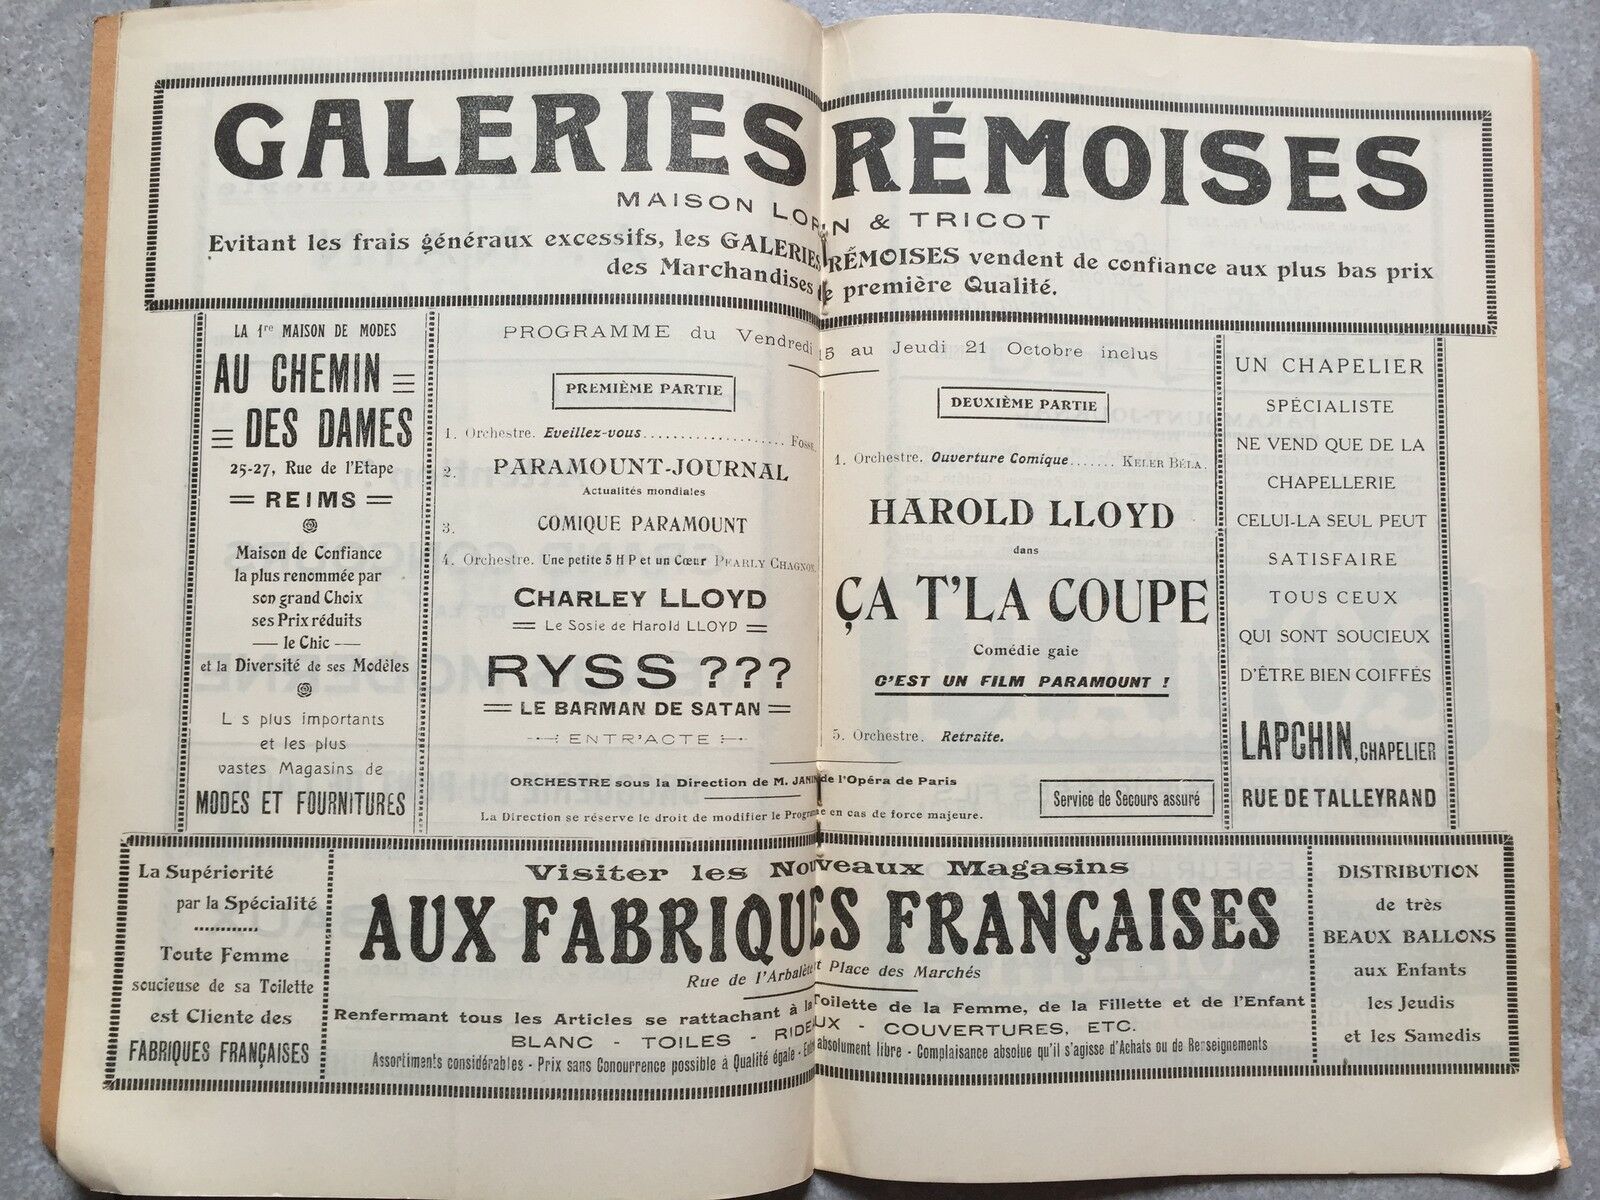 GALERIES RÉMOISES
MAISON & TRICOT
Evitant les frais généraux excessifs, les GALERIES RÉMOISES vendent de confiance aux plus bas prix
des Marchandises de première Qualité.
LA 1re MAISON DE MODES
AU CHEMIN
DES DAMES
25-27, Rue de l'Etape
REIMS
Maison de Confiance
la plus renommée par
son grand Choix
ses Prix réduits
— le Chic —
et la Diversité de ses Modèles
L s plus importants
et les plus
vastes Magasins de
MODES ET FOURNITURES
PROGRAMME du Vendredi 15 au Jeudi 21 Octobre inclus
PREMIÈME PARTIE
1. Orchestre. Eveillez-vous.................... Fosse.
2. PARAMOUNT-JOURNAL
Actualités mondiales
3. COMIQUE PARAMOUNT
4. Orchestre. Une petite 5 HP et un Cœur PEARLY
CHARLEY LLOYD
Le Sosie de Harold LLOYD
RYSS ???
LE BARMAN DE SATAN
ENTR'ACTE
DEUXIÈME PARTIE
1. Orchestre. Ouverture Comique....... KELER BÉLA.
HAROLD LLOYD
dans
ÇA T'LA COUPE
Comédie gaie
C'EST UN FILM PARAMOUNT !
5. Orchestre. Retraite.
ORCHESTRE sous la Direction de M. JANIN de l'Opéra de Paris
Service de Secours assuré
La Direction se réserve le droit de modifier le Programme en cas de force majeure.
UN CHAPELIER
SPÉCIALISTE
NE VEND QUE DE LA
CHAPELLERIE
CELUI-LA SEUL PEUT
SATISFAIRE
TOUS CEUX
QUI SONT SOUCIEUX
D'ÊTRE BIEN COIFFÉS
LAPCHIN, CHAPELIER
RUE DE TALLEYRAND
La Supériorité
par la Spécialité
............
Toute Femme
soucieuse de sa Toilette
est Cliente des
FABRIQUES FRANÇAISES
Visiter les Nouveaux Magasins
AUX FABRIQUES FRANÇAISES
Rue de l'Arbalète et Place des Marchés
Renfermant tous les Articles se rattachant à la Toilette de la Femme, de la Fillette et de l'Enfant
BLANC - TOILES - RIDEAUX - COUVERTURES, ETC.
Assortiments considérables - Prix sans Concurrence possible à Qualité égale - absolument libre - Complaisance absolue qu'il s'agisse d'Achats ou de Renseignements
DISTRIBUTION
de très
BEAUX BALLONS
aux Enfants
les Jeudis
et les Samedis